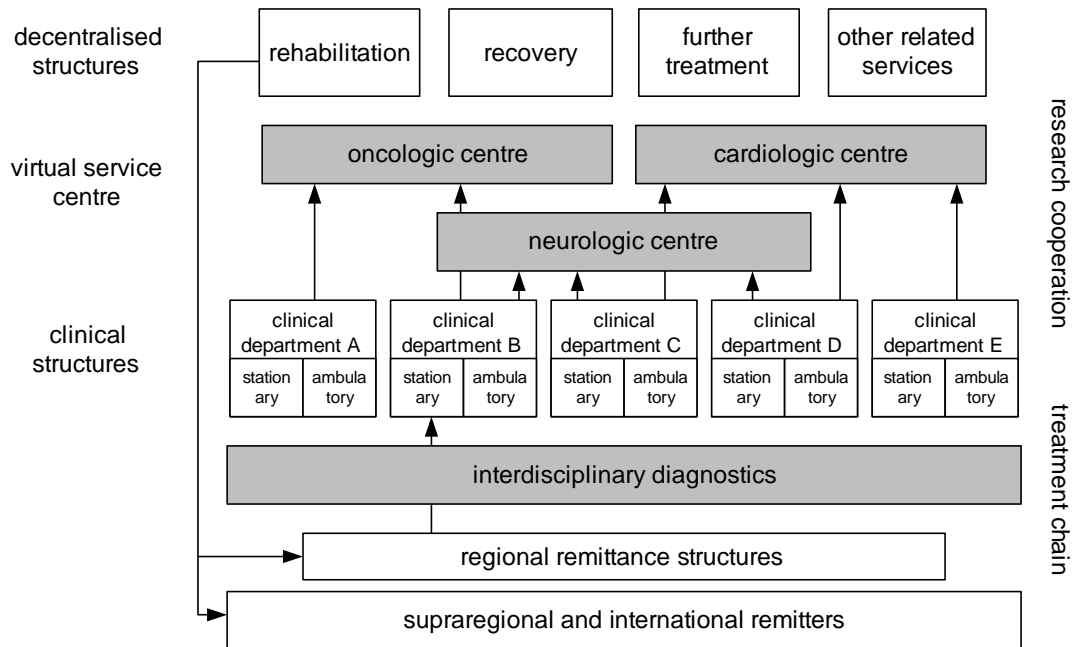 decentralised
structures
rehabilitation
recovery
further
treatment
other related
services
virtual service
centre
oncologic centre
cardiologic centre
neurologic centre
research cooperation
clinical
structures
clinical
department A
station
ary
ambula
tory
clinical
department B
station
ary
ambula
tory
clinical
department C
station
ary
ambula
tory
clinical
department D
station
ary
ambula
tory
clinical
department E
station
ary
ambula
tory
treatment chain
interdisciplinary diagnostics
regional remittance structures
supraregional and international remitters